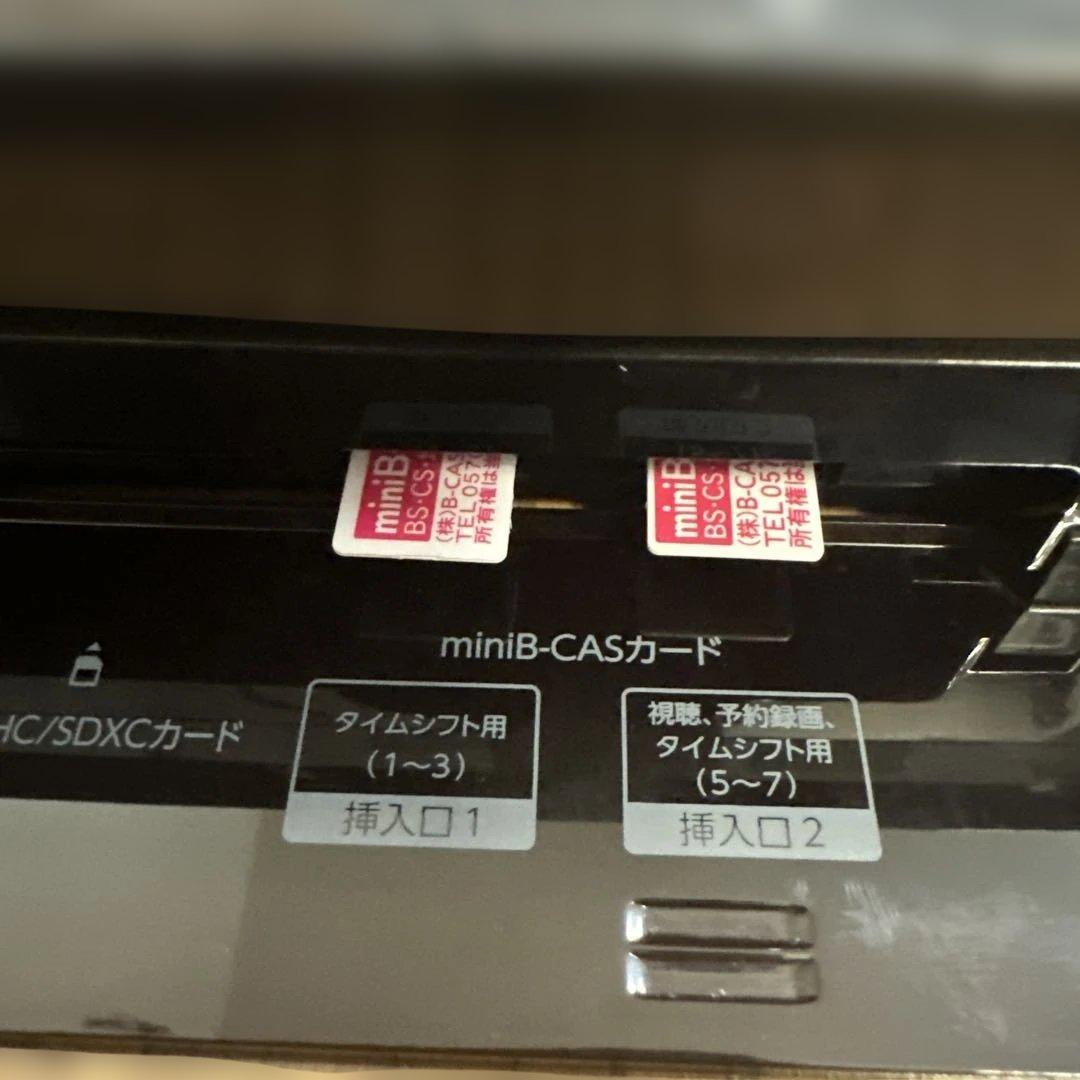 miniB
BS・CS・
(株)B-CAS
TEL 057
所有権は
miniB
BS・CS・
(株)B-CA
TEL 057
所有権は
miniB-CASカード
HC/SDXCカード
タイムシフト用
(1～3)
挿入口1
視聴、予約録画、
タイムシフト用
(5～7)
挿入口2